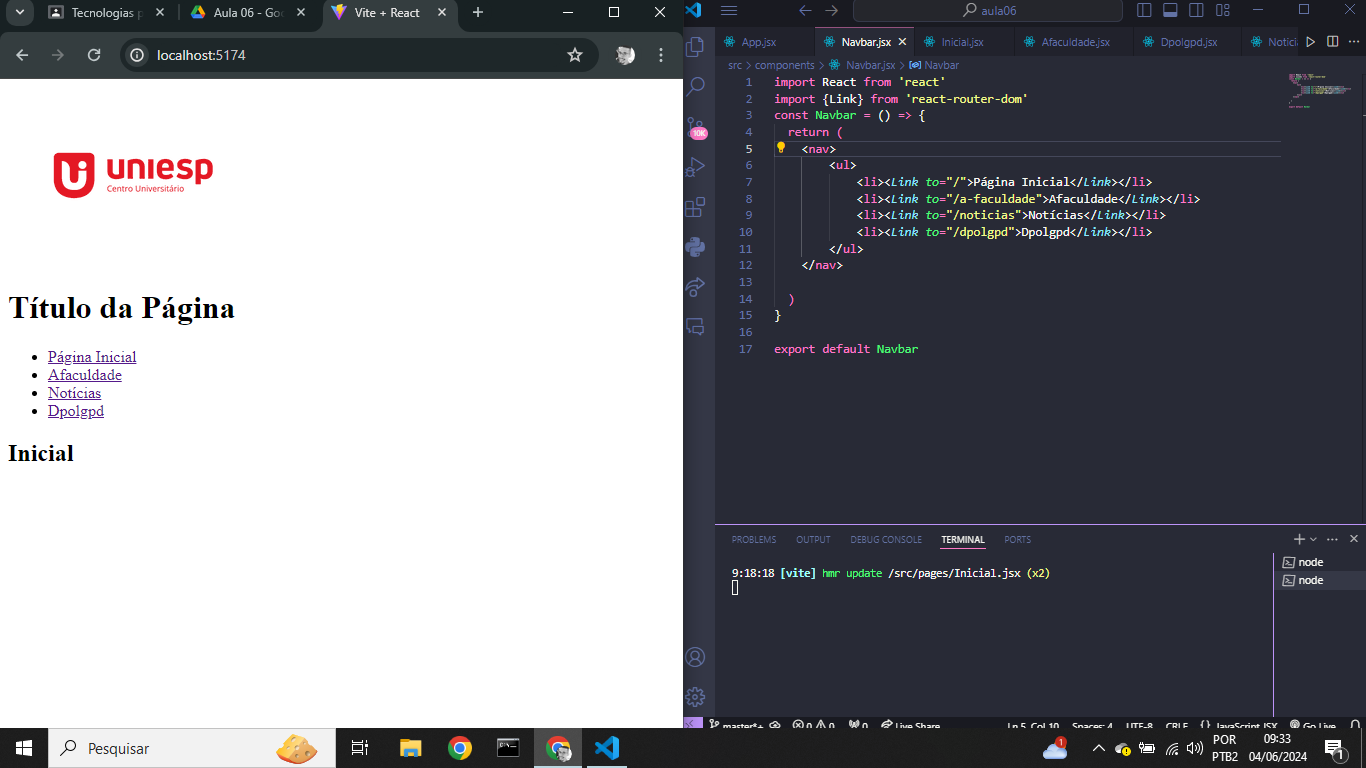 Tecnologias p
Aula 06 - Goo
Vite + React
localhost:5174
uniesp
Centro Universitário
Título da Página
Página Inicial
Afaculdade
Notícias
Dpolgpd
Inicial
aula06
App.jsx
Navbar.jsx
Inicial.jsx
Afaculdade.jsx
Dpolgpd.jsx
Notíci
src > components > Navbar.jsx > Navbar
10K
1 import React from 'react'
2 import {Link} from 'react-router-dom'
3 const Navbar = () => {
4 return (
5 <nav>
6 <ul>
7 <li><Link to="/">Página Inicial</Link></li>
8 <li><Link to="/a-faculdade">Afaculdade</Link></li>
9 <li><Link to="/noticias">Notícias</Link></li>
10 <li><Link to="/dpolgpd">Dpolgpd</Link></li>
11 </ul>
12 </nav>
13
14 )
15 }
16
17 export default Navbar
PROBLEMS OUTPUT DEBUG CONSOLE TERMINAL PORTS
9:18:18 [vite] hmr update /src/pages/Inicial.jsx (x2)
node
node
master*+ 0 0 0 Live Share Ln 5, Col 10 Spaces: 4 UTF-8 CRLF {} JavaScript JSX Go Live
Pesquisar
1
POR
PTB2
09:33
04/06/2024
1